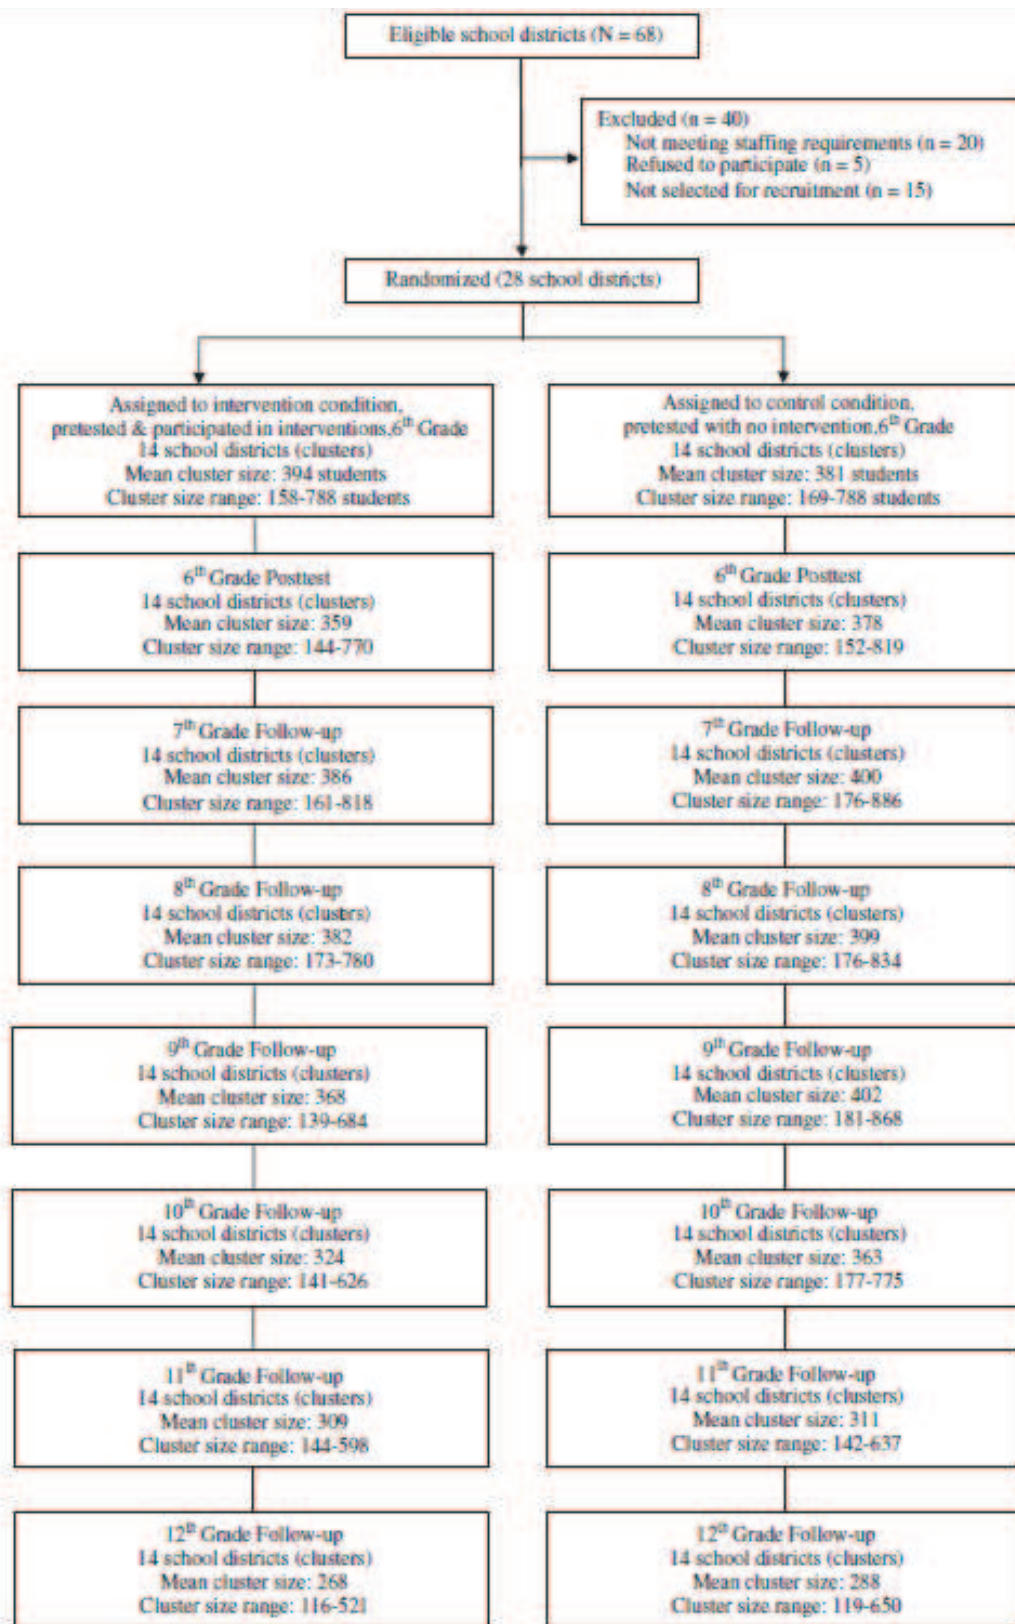 Eligible school districts (N = 68)
Excluded (n = 40)
Not meeting staffing requirements (n = 20)
Refused to participate (n = 5)
Not selected for recruitment (n = 15)
Randomized (28 school districts)
Assigned to intervention condition,
pretested & participated in interventions,6th Grade
14 school districts (clusters)
Mean cluster size: 394 students
Cluster size range: 158-788 students
Assigned to control condition,
pretested with no intervention,6th Grade
14 school districts (clusters)
Mean cluster size: 381 students
Cluster size range: 169-788 students
6th Grade Posttest
14 school districts (clusters)
Mean cluster size: 359
Cluster size range: 144-770
6th Grade Posttest
14 school districts (clusters)
Mean cluster size: 378
Cluster size range: 152-819
7th Grade Follow-up
14 school districts (clusters)
Mean cluster size: 386
Cluster size range: 161-818
7th Grade Follow-up
14 school districts (clusters)
Mean cluster size: 400
Cluster size range: 176-886
8th Grade Follow-up
14 school districts (clusters)
Mean cluster size: 382
Cluster size range: 173-780
8th Grade Follow-up
14 school districts (clusters)
Mean cluster size: 399
Cluster size range: 176-834
9th Grade Follow-up
14 school districts (clusters)
Mean cluster size: 368
Cluster size range: 139-684
9th Grade Follow-up
14 school districts (clusters)
Mean cluster size: 402
Cluster size range: 181-868
10th Grade Follow-up
14 school districts (clusters)
Mean cluster size: 324
Cluster size range: 141-626
10th Grade Follow-up
14 school districts (clusters)
Mean cluster size: 363
Cluster size range: 177-775
11th Grade Follow-up
14 school districts (clusters)
Mean cluster size: 309
Cluster size range: 144-598
11th Grade Follow-up
14 school districts (clusters)
Mean cluster size: 311
Cluster size range: 142-637
12th Grade Follow-up
14 school districts (clusters)
Mean cluster size: 268
Cluster size range: 116-521
12th Grade Follow-up
14 school districts (clusters)
Mean cluster size: 288
Cluster size range: 119-650